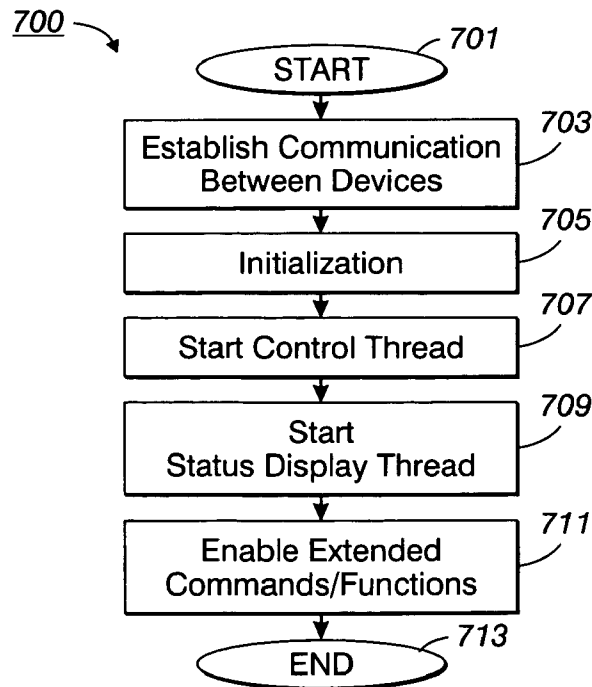 700
701
START
703
Establish Communication
Between Devices
705
Initialization
707
Start Control Thread
709
Start
Status Display Thread
711
Enable Extended
Commands/Functions
713
END